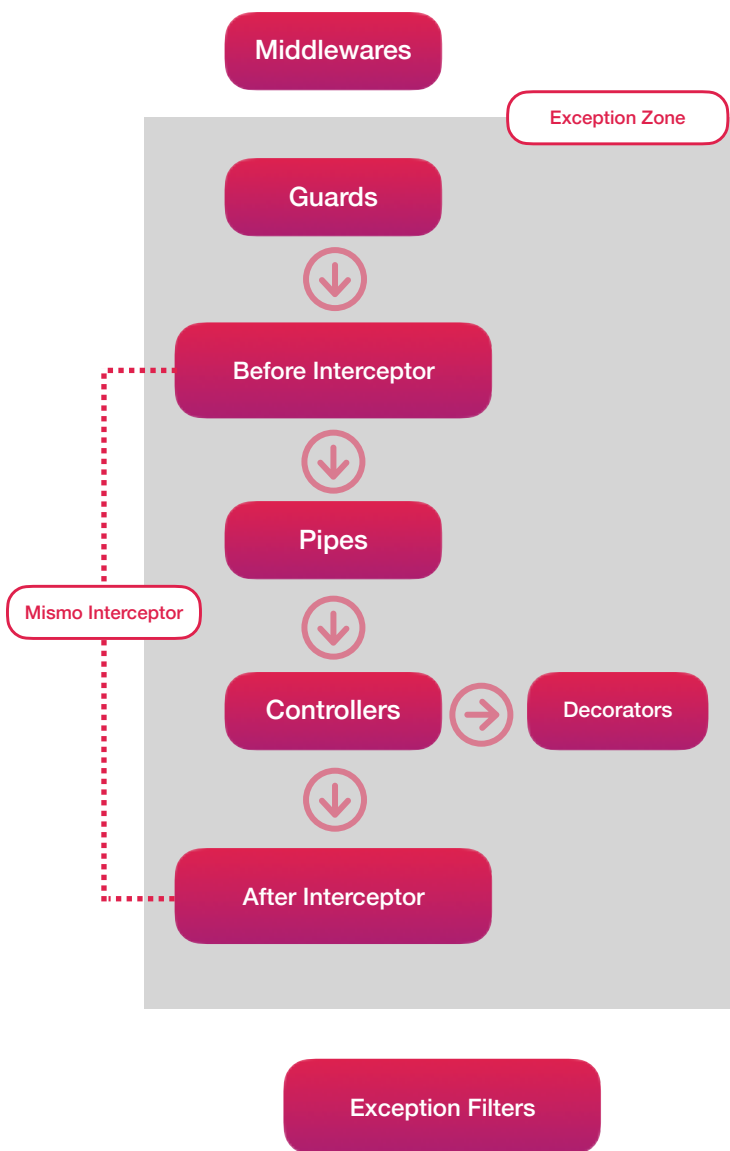 Middlewares
Exception Zone
Guards
Before Interceptor
Pipes
Mismo Interceptor
Controllers
Decorators
After Interceptor
Exception Filters